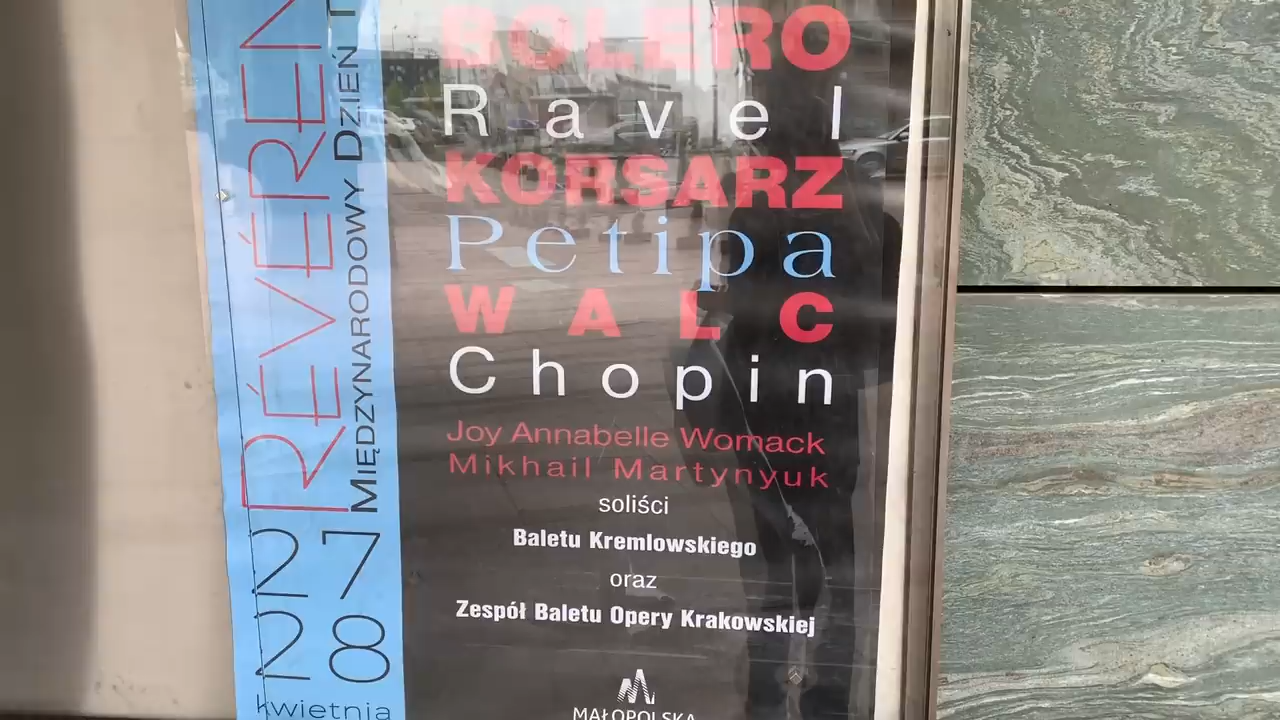 RÉVÉREN
MIĘDZYNARODOWY DZIEŃ
27
28
kwietnia
BOLERO
Ravel
KORSARZ
Petipa
WALC
Chopin
Joy Annabelle Womack
Mikhail Martynyuk
soliści
Baletu Kremlowskiego
oraz
Zespół Baletu Opery Krakowskiej
MAŁOPOLSKA